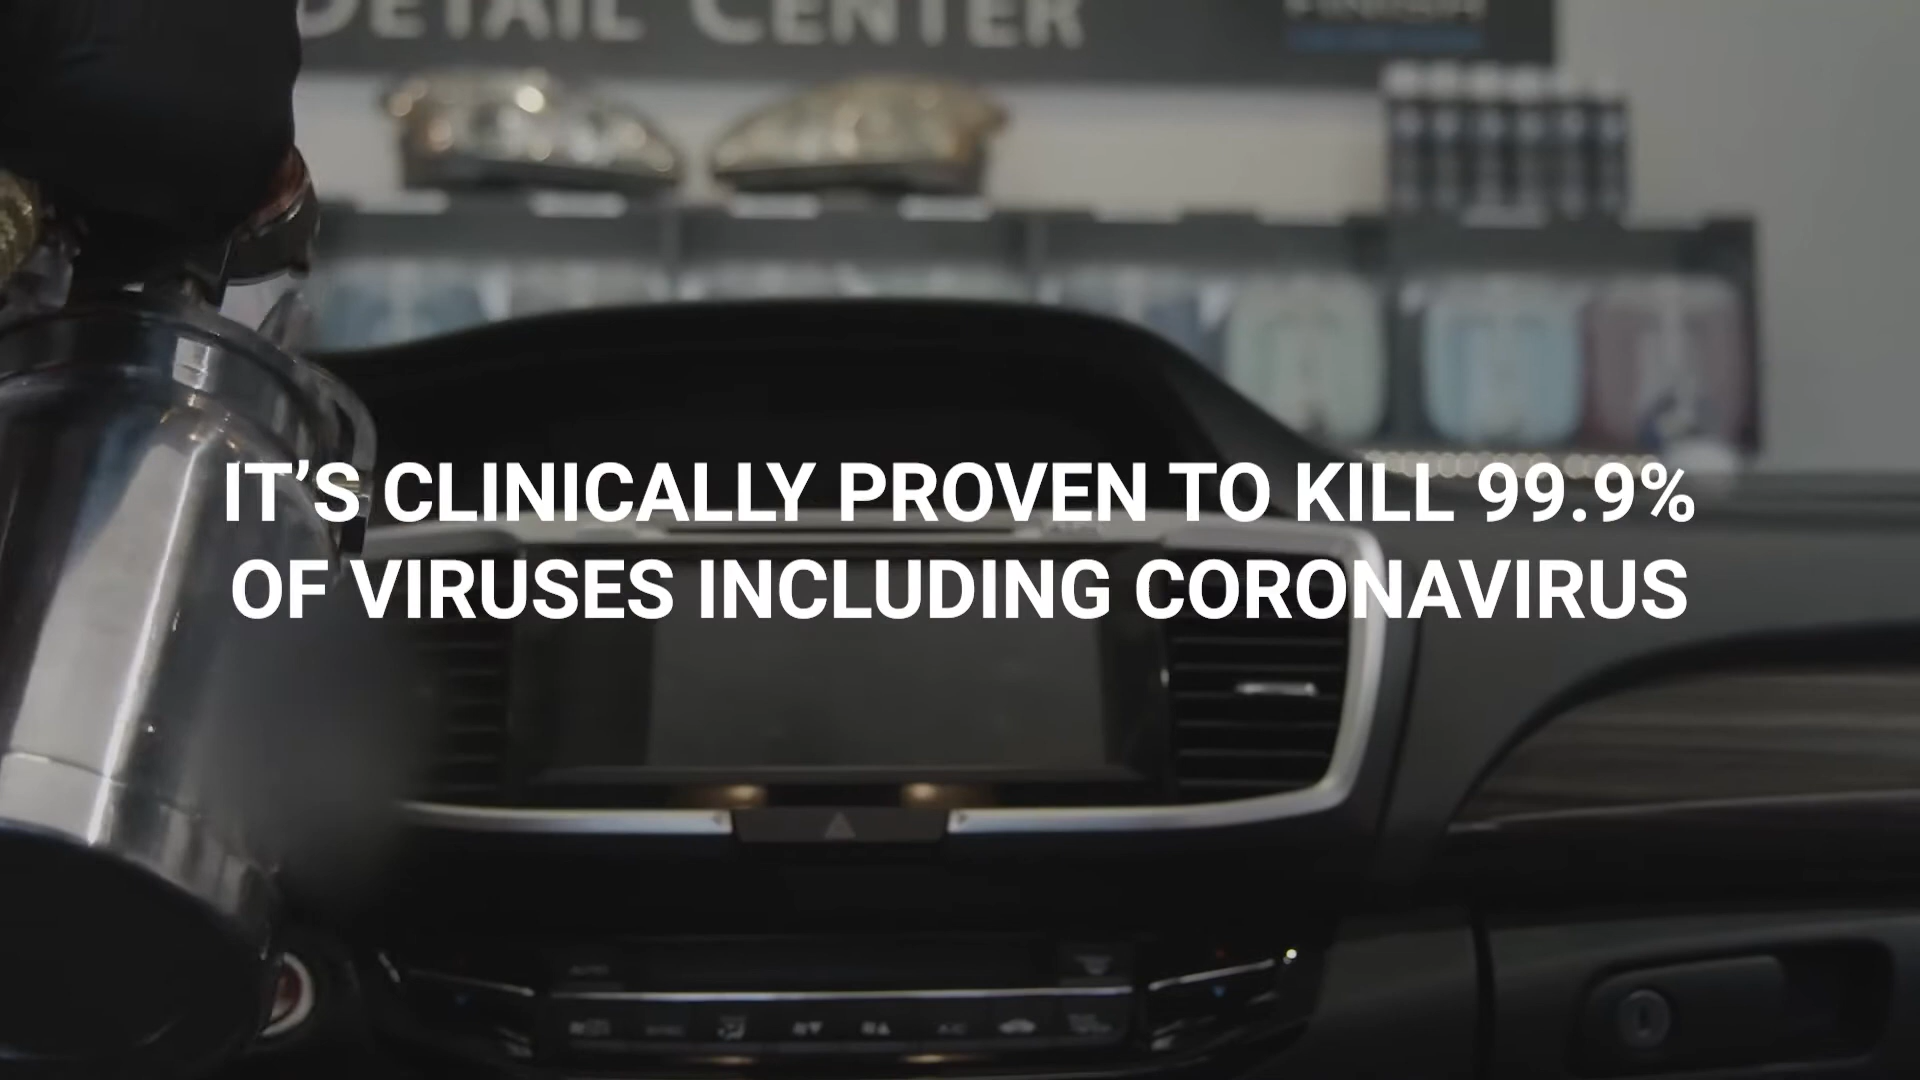 DETAIL CENTER
IT’S CLINICALLY PROVEN TO KILL 99.9%
OF VIRUSES INCLUDING CORONAVIRUS